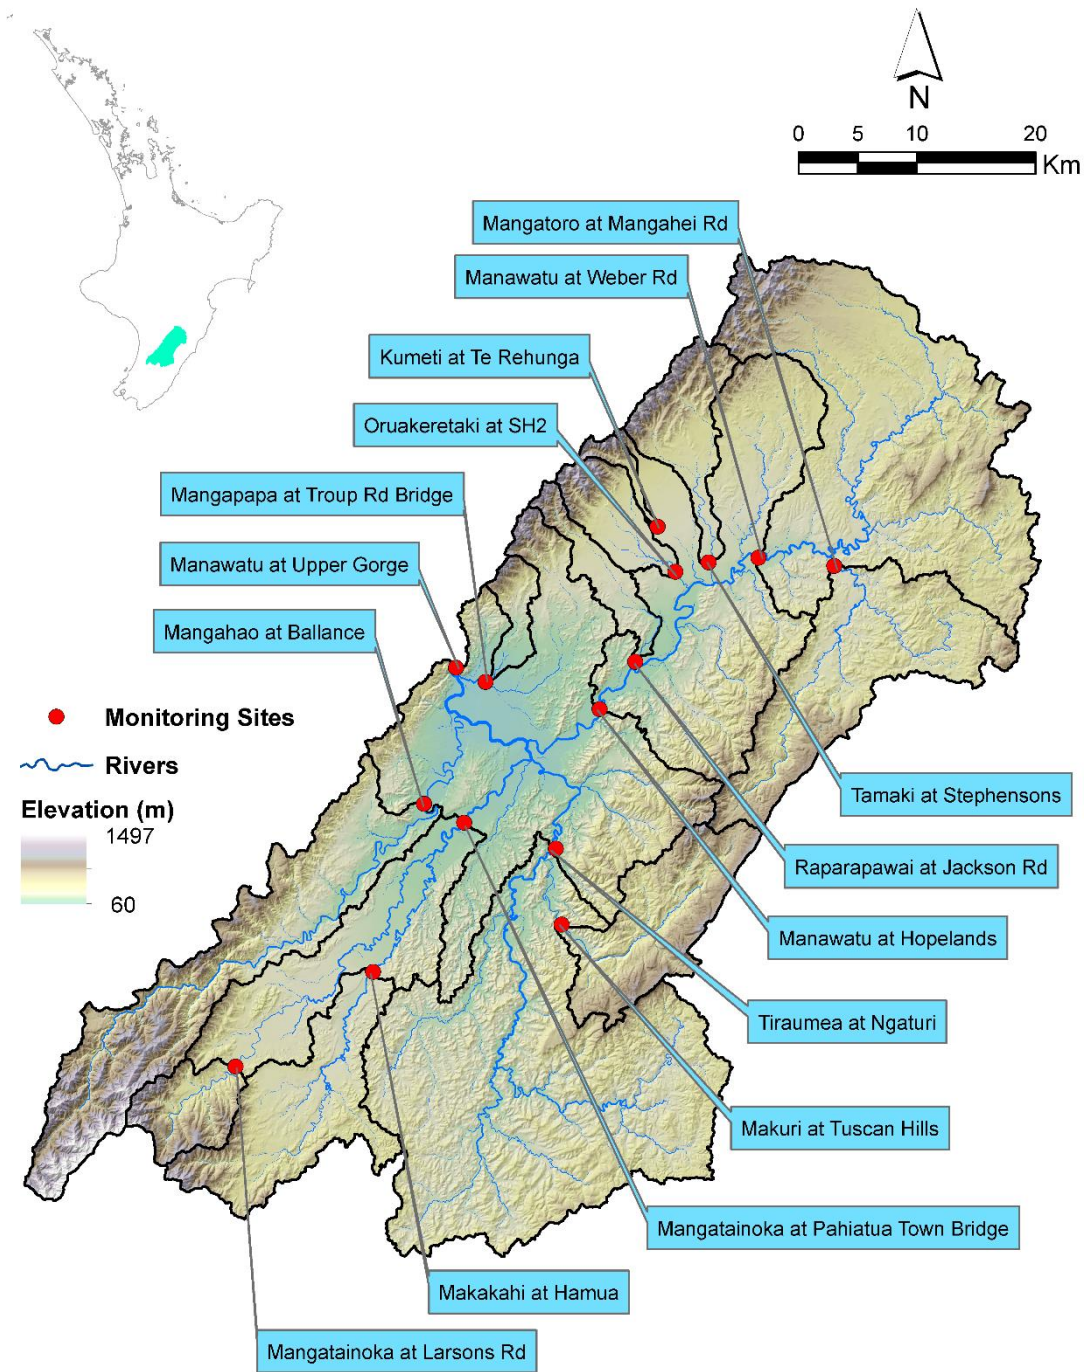 N
0 5 10 20
Km
Mangatoro at Mangahei Rd
Manawatu at Weber Rd
Kumeti at Te Rehunga
Oruakeretaki at SH2
Mangapapa at Troup Rd Bridge
Manawatu at Upper Gorge
Mangahao at Ballance
Monitoring Sites
Rivers
Elevation (m)
1497
60
Tamaki at Stephensons
Raparapawai at Jackson Rd
Manawatu at Hopelands
Tiraumea at Ngaturi
Makuri at Tuscan Hills
Mangatainoka at Pahiatua Town Bridge
Makakahi at Hamua
Mangatainoka at Larsons Rd